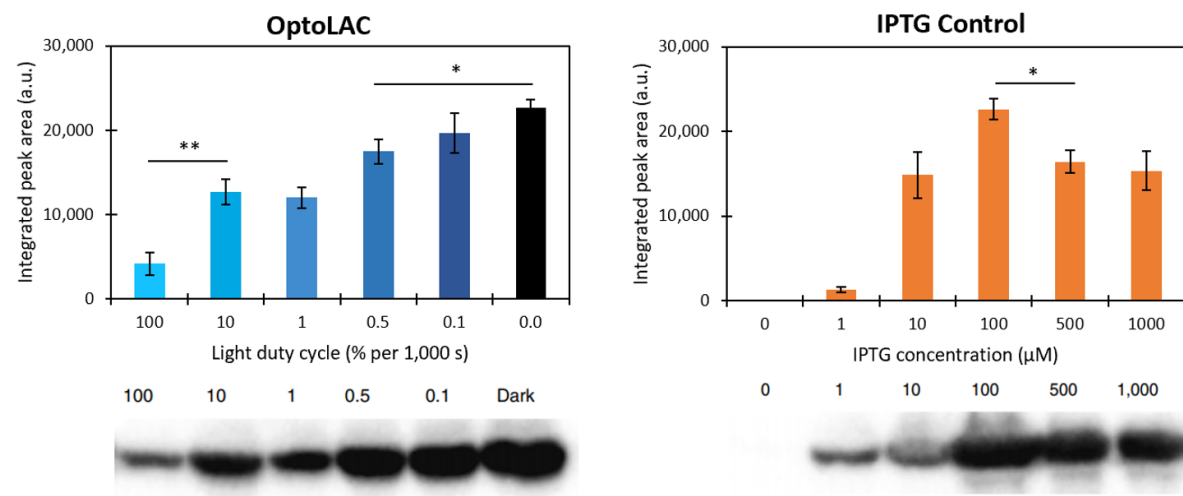 OptoLAC
Integrated peak area (a.u.)
30,000
20,000
10,000
0
**
*
100 10 1 0.5 0.1 0.0
Light duty cycle (% per 1,000 s)
100 10 1 0.5 0.1 Dark
IPTG Control
Integrated peak area (a.u.)
30,000
20,000
10,000
0
*
0 1 10 100 500 1000
IPTG concentration (µM)
0 1 10 100 500 1,000